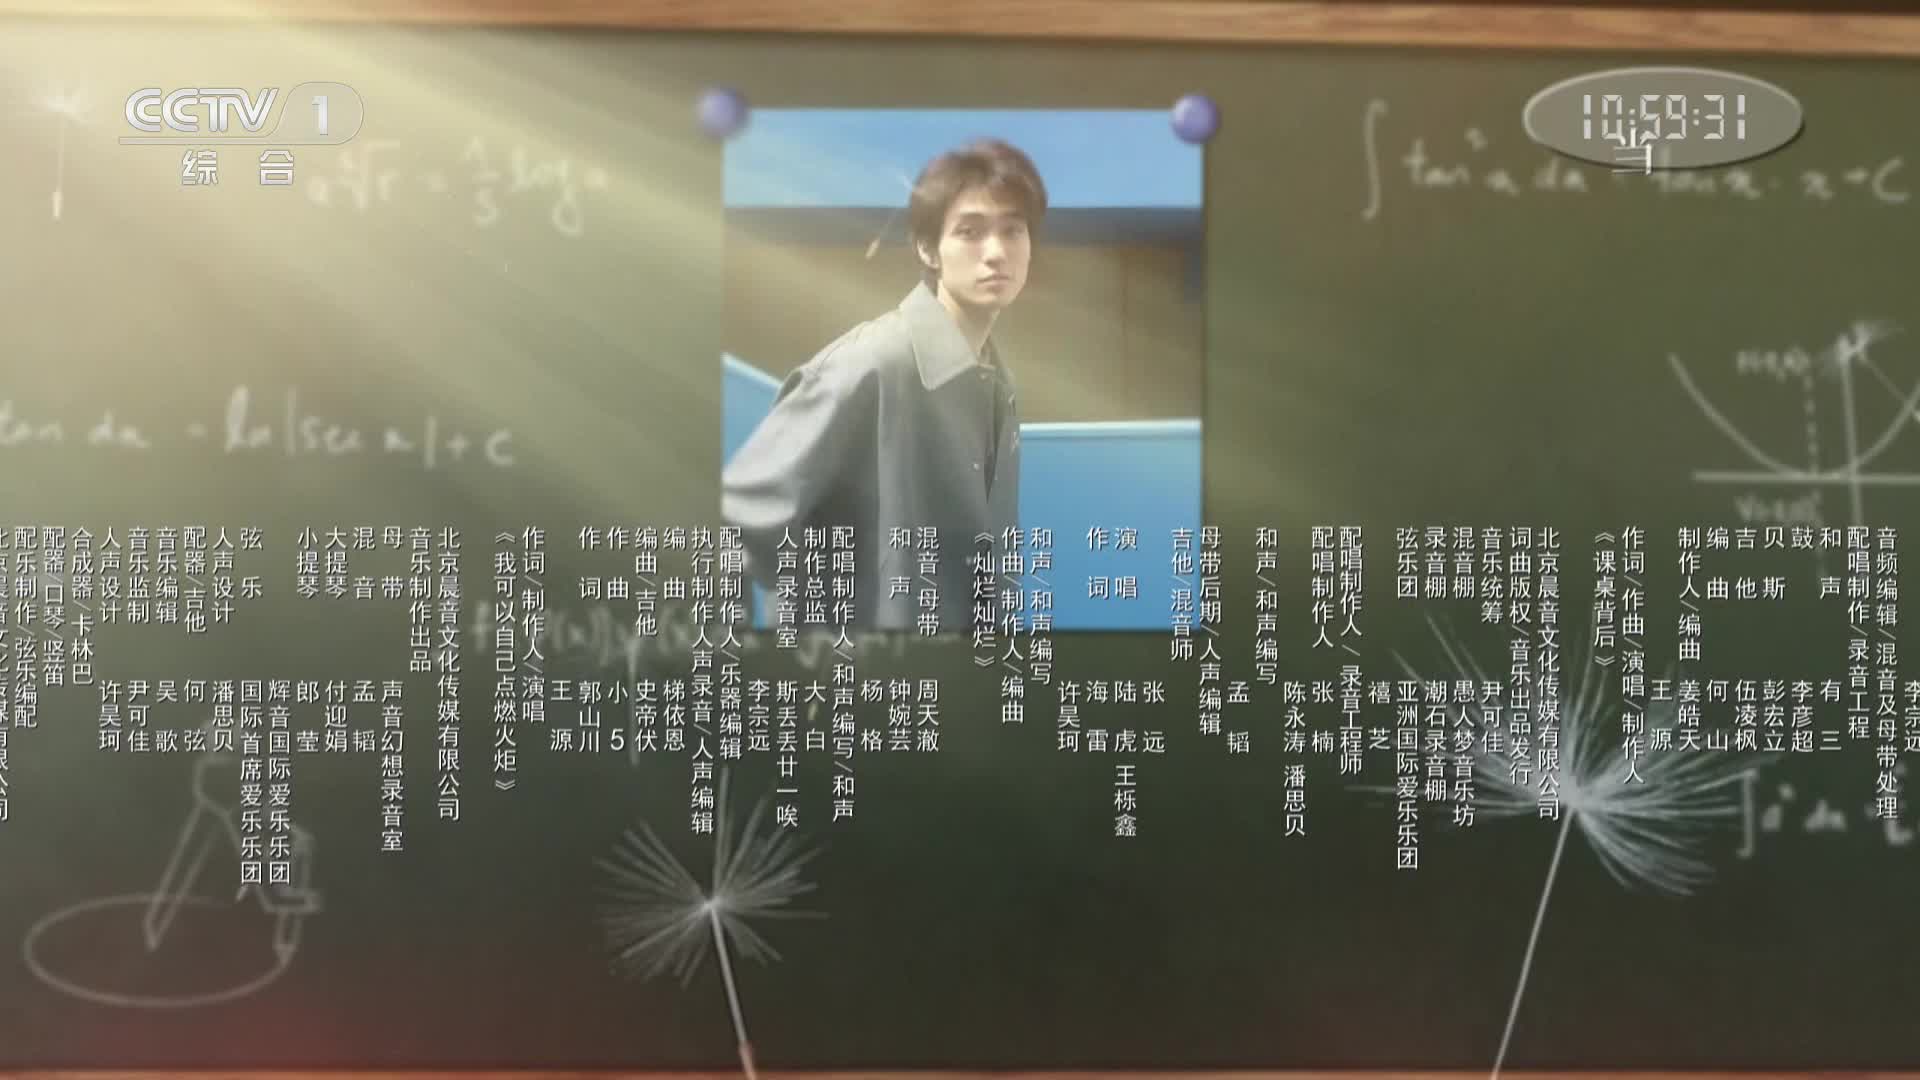 CCTV 1
综 合
10:59:31
当
李宗远
音频编辑/混音及母带处理
配唱制作/录音工程
和 声 有 三
鼓 李彦超
贝 斯 彭宏立
吉 他 伍凌枫
编 曲 何 山
制作人/编曲 姜皓天
王 源
作词/作曲/演唱/制作人
《课桌背后》
北京晨音文化传媒有限公司
词曲版权/音乐出品发行
音乐统筹 尹可佳
混音棚 愚人梦音乐坊
录音棚 潮石录音棚
弦乐团 亚洲国际爱乐乐团
禧 芝
配唱制作人/录音工程师
配唱制作人 张 楠
陈永涛 潘思贝
和声/和声编写
孟 韬
母带后期/人声编辑
吉他/混音师
张 远
演 唱 陆 虎 王栎鑫
作 词 海 雷
许昊珂
和声/和声编写
作曲/制作人/编曲
《灿烂灿烂》
混音/母带 周天澈
和 声 钟婉芸
杨 格
配唱制作人/和声编写/和声
制作总监 大 白
人声录音室 斯丢丢廿一唉
李宗远
配唱制作人/乐器编辑
执行制作人声录音/人声编辑
编 曲 梯依恩
编曲/吉他 史帝伏
作 曲 小 5
作 词 郭山川
王 源
作词/制作人/演唱
《我可以自己点燃火炬》
北京晨音文化传媒有限公司
音乐制作出品
母 带 声音幻想录音室
混 音 孟 韬
大提琴 付迎娟
小提琴 郎 莹
辉音国际爱乐乐团
弦 乐 国际首席爱乐乐团
人声设计 潘思贝
配器/吉他 何 弦
音乐编辑 吴 歌
音乐监制 尹可佳
人声设计 许昊珂
合成器/卡林巴
配器/口琴/竖笛
配乐制作/弦乐编配
北京晨音文化传媒有限公司
tan dx = ln|sec x|+c
∫ tan² x dx = tan x - x + C